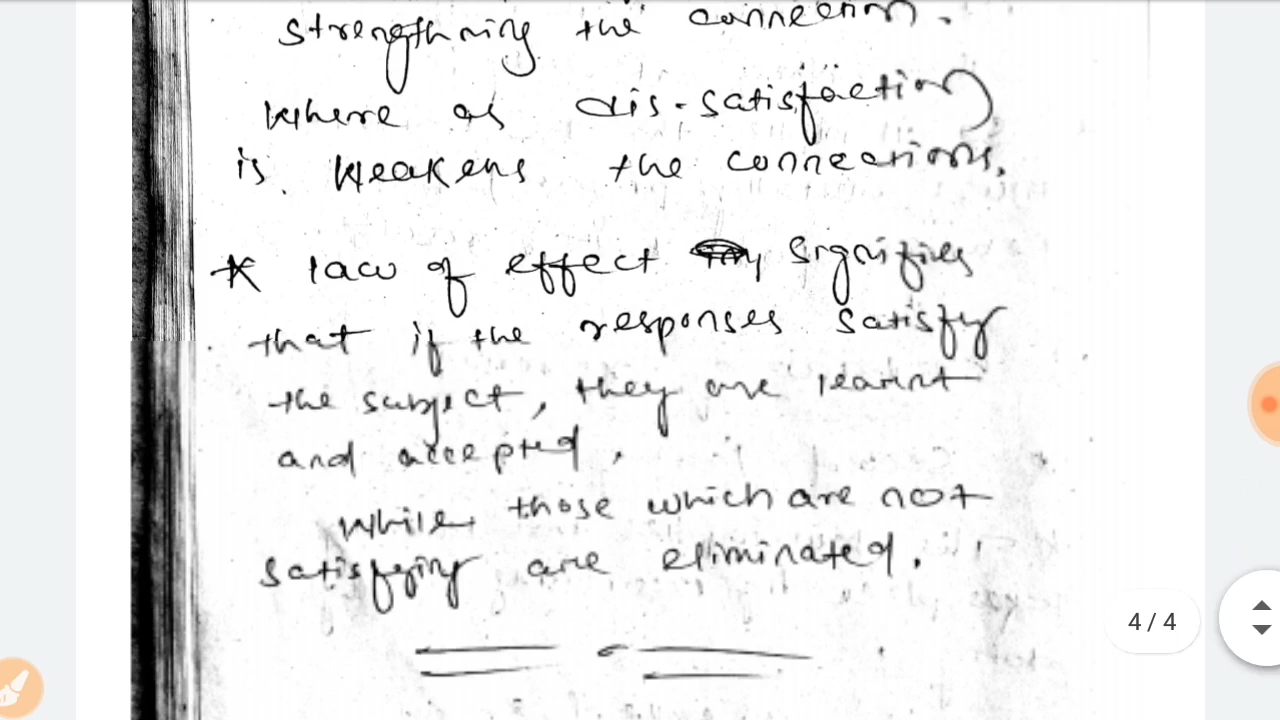 strengthning the connection.
Where as dis-satisfaction
is weakens the connections.
* law of effect signifies
that if the responses satisfy
the subject, they are learnt
and accepted.
While, those which are not
satisfying are eliminated.
4 / 4